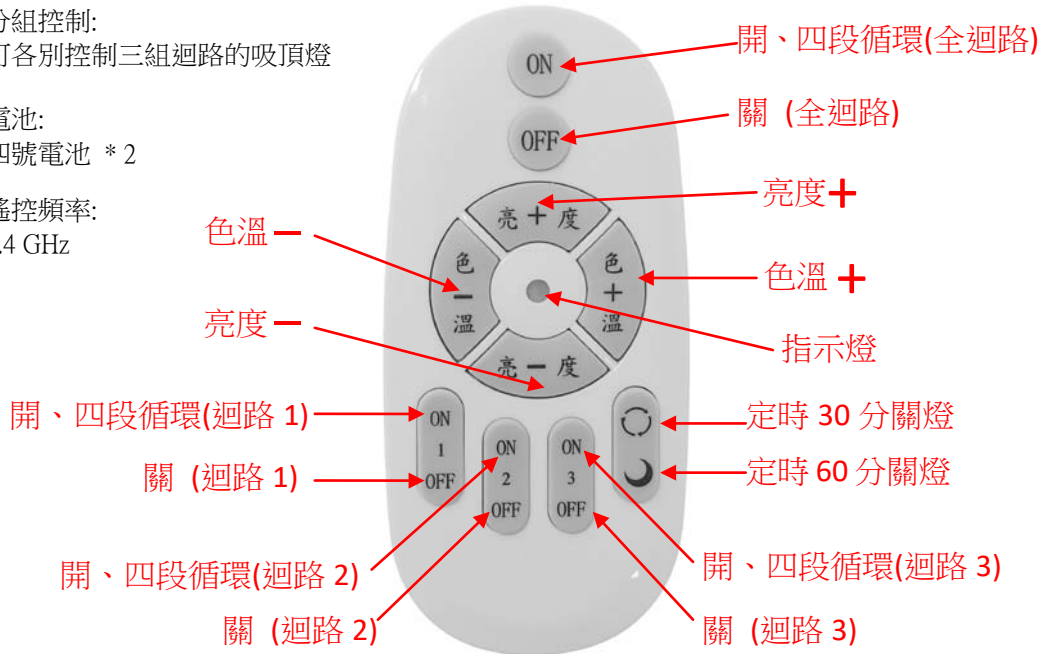 組控制:
各別控制三組迴路的吸頂燈
池:
號電池 * 2
控頻率:
.4 GHz
開、四段循環(全迴路)
關 (全迴路)
亮度+
色溫+
指示燈
色溫-
亮度-
開、四段循環(迴路 1)
關 (迴路 1)
開、四段循環(迴路 2)
關 (迴路 2)
開、四段循環(迴路 3)
關 (迴路 3)
定時 30 分關燈
定時 60 分關燈
ON
OFF
亮 + 度
色 - 溫
色 + 溫
亮 - 度
ON
1
OFF
ON
2
OFF
ON
3
OFF